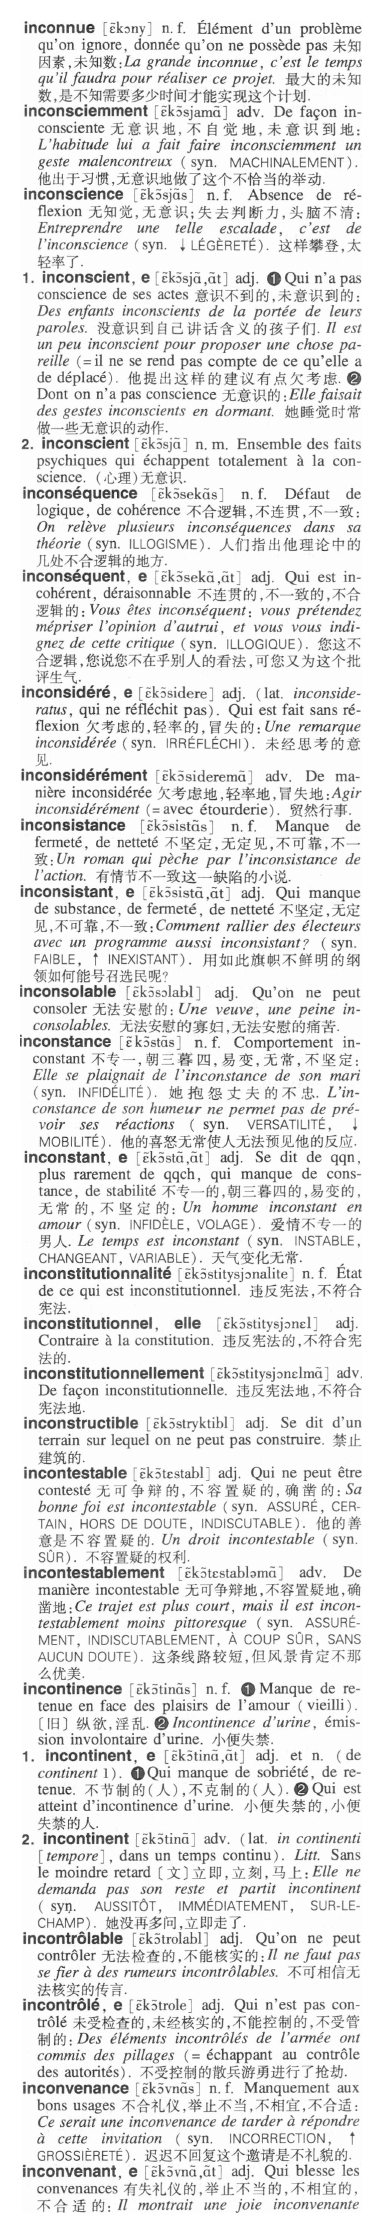 inconnue [ɛ̃kɔny] n. f. Élément d'un problème
qu'on ignore, donnée qu'on ne possède pas 未知
因素,未知数:La grande inconnue, c'est le temps
qu'il faudra pour réaliser ce projet. 最大的未知
数,是不知需要多少时间才能实现这个计划.
inconsciemment [ɛ̃kɔ̃sjamɑ̃] adv. De façon in-
consciente 无意识地,不自觉地,未意识到地:
L'habitude lui a fait faire inconsciemment un
geste malencontreux (syn. MACHINALEMENT).
他出于习惯,无意识地做了这个不恰当的举动.
inconscience [ɛ̃kɔ̃sjɑ̃s] n. f. Absence de ré-
flexion 无知觉,无意识;失去判断力,头脑不清:
Entreprendre une telle escalade, c'est de
l'inconscience (syn. ↓LÉGÈRETÉ). 这样攀登,太
轻率了.
1. inconscient, e [ɛ̃kɔ̃sjɑ̃,ɑ̃t] adj. ❶ Qui n'a pas
conscience de ses actes 意识不到的,未意识到的:
Des enfants inconscients de la portée de leurs
paroles. 没意识到自己讲话含义的孩子们. Il est
un peu inconscient pour proposer une chose pa-
reille (= il ne se rend pas compte de ce qu'elle a
de déplacé). 他提出这样的建议有点欠考虑. ❷
Dont on n'a pas conscience 无意识的:Elle faisait
des gestes inconscients en dormant. 她睡觉时常
做一些无意识的动作.
2. inconscient [ɛ̃kɔ̃sjɑ̃] n. m. Ensemble des faits
psychiques qui échappent totalement à la con-
science. (心理)无意识.
inconséquence [ɛ̃kɔ̃sekɑ̃s] n. f. Défaut de
logique, de cohérence 不合逻辑,不连贯,不一致:
On relève plusieurs inconséquences dans sa
théorie (syn. ILLOGISME). 人们指出他理论中的
几处不合逻辑的地方.
inconséquent, e [ɛ̃kɔ̃sekɑ̃,ɑ̃t] adj. Qui est in-
cohérent, déraisonnable 不连贯的,不一致的,不合
逻辑的:Vous êtes inconséquent: vous prétendez
mépriser l'opinion d'autrui, et vous vous indi-
gnez de cette critique (syn. ILLOGIQUE). 您这不
合逻辑,您说您不在乎别人的看法,可您又为这个批
评生气.
inconsidéré, e [ɛ̃kɔ̃sidere] adj. (lat. inconside-
ratus, qui ne réfléchit pas). Qui est fait sans ré-
flexion 欠考虑的,轻率的,冒失的:Une remarque
inconsidérée (syn. IRRÉFLÉCHI). 未经思考的意
见.
inconsidérément [ɛ̃kɔ̃sideremɑ̃] adv. De ma-
nière inconsidérée 欠考虑地,轻率地,冒失地:Agir
inconsidérément (= avec étourderie). 贸然行事.
inconsistance [ɛ̃kɔ̃sistɑ̃s] n. f. Manque de
fermeté, de netteté 不坚定,无定见,不可靠,不一
致:Un roman qui pèche par l'inconsistance de
l'action. 有情节不一致这一缺陷的小说.
inconsistant, e [ɛ̃kɔ̃sistɑ̃,ɑ̃t] adj. Qui manque
de substance, de fermeté, de netteté 不坚定,无定
见,不可靠,不一致:Comment rallier des électeurs
avec un programme aussi inconsistant? (syn.
FAIBLE, ↑ INEXISTANT). 用如此旗帜不鲜明的纲
领如何能号召选民呢?
inconsolable [ɛ̃kɔ̃sɔlabl] adj. Qu'on ne peut
consoler 无法安慰的: Une veuve, une peine in-
consolables. 无法安慰的寡妇,无法安慰的痛苦.
inconstance [ɛ̃kɔ̃stɑ̃s] n. f. Comportement in-
constant 不专一,朝三暮四,易变,无常,不坚定:
Elle se plaignait de l'inconstance de son mari
(syn. INFIDÉLITÉ). 她抱怨丈夫的不忠. L'in-
constance de son humeur ne permet pas de pré-
voir ses réactions (syn. VERSATILITÉ, ↓
MOBILITÉ). 他的喜怒无常使人无法预见他的反应.
inconstant, e [ɛ̃kɔ̃stɑ̃,ɑ̃t] adj. Se dit de qqn,
plus rarement de qqch, qui manque de cons-
tance, de stabilité 不专一的,朝三暮四的,易变的,
无常的,不坚定的: Un homme inconstant en
amour (syn. INFIDÈLE, VOLAGE). 爱情不专一的
男人. Le temps est inconstant (syn. INSTABLE,
CHANGEANT, VARIABLE). 天气变化无常.
inconstitutionnalité [ɛ̃kɔ̃stitysjɔnalite] n. f. État
de ce qui est inconstitutionnel. 违反宪法,不符合
宪法.
inconstitutionnel, elle [ɛ̃kɔ̃stitysjɔnɛl] adj.
Contraire à la constitution. 违反宪法的,不符合宪
法的.
inconstitutionnellement [ɛ̃kɔ̃stitysjɔnɛlmɑ̃] adv.
De façon inconstitutionnelle. 违反宪法地,不符合
宪法地.
inconstructible [ɛ̃kɔ̃stryktibl] adj. Se dit d'un
terrain sur lequel on ne peut pas construire. 禁止
建筑的.
incontestable [ɛ̃kɔ̃tɛstabl] adj. Qui ne peut être
contesté 无可争辩的,不容置疑的,确凿的: Sa
bonne foi est incontestable (syn. ASSURÉ, CER-
TAIN, HORS DE DOUTE, INDISCUTABLE). 他的善
意是不容置疑的. Un droit incontestable (syn.
SÛR). 不容置疑的权利.
incontestablement [ɛ̃kɔ̃tɛstabləmɑ̃] adv. De
manière incontestable 无可争辩地,不容置疑地,确
凿地:Ce trajet est plus court, mais il est incon-
testablement moins pittoresque (syn. ASSURÉ-
MENT, INDISCUTABLEMENT, À COUP SÛR, SANS
AUCUN DOUTE). 这条线路较短,但风景肯定不那
么优美.
incontinence [ɛ̃kɔ̃tinɑ̃s] n. f. ❶ Manque de re-
tenue en face des plaisirs de l'amour (vieilli).
〔旧〕纵欲,淫乱. ❷ Incontinence d'urine, émis-
sion involontaire d'urine. 小便失禁.
1. incontinent, e [ɛ̃kɔ̃tinɑ̃,ɑ̃t] adj. et n. (de
continent 1). ❶ Qui manque de sobriété, de re-
tenue. 不节制的(人),不克制的(人). ❷ Qui est
atteint d'incontinence d'urine. 小便失禁的,小便
失禁的人.
2. incontinent [ɛ̃kɔ̃tinɑ̃] adv. (lat. in continenti
[tempore], dans un temps continu). Litt. Sans
le moindre retard 〔文〕立即,立刻,马上:Elle ne
demanda pas son reste et partit incontinent
(syn. AUSSITÔT, IMMÉDIATEMENT, SUR-LE-
CHAMP). 她没再多问,立即走了.
incontrôlable [ɛ̃kɔ̃trolabl] adj. Qu'on ne peut
contrôler 无法检查的,不能核实的:Il ne faut pas
se fier à des rumeurs incontrôlables. 不可相信无
法核实的传言.
incontrôlé, e [ɛ̃kɔ̃trole] adj. Qui n'est pas con-
trôlé 未受检查的,未经核实的,不能控制的,不受管
制的: Des éléments incontrôlés de l'armée ont
commis des pillages (= échappant au contrôle
des autorités). 不受控制的散兵游勇进行了抢劫.
inconvenance [ɛ̃kɔ̃vnɑ̃s] n. f. Manquement aux
bons usages 不合礼仪,举止不当,不相宜,不合适:
Ce serait une inconvenance de tarder à répondre
à cette invitation (syn. INCORRECTION, ↑
GROSSIÈRETÉ). 迟迟不回复这个邀请是不礼貌的.
inconvenant, e [ɛ̃kɔ̃vnɑ̃,ɑ̃t] adj. Qui blesse les
convenances 有失礼仪的,举止不当的,不相宜的,
不合适的: Il montrait une joie inconvenante